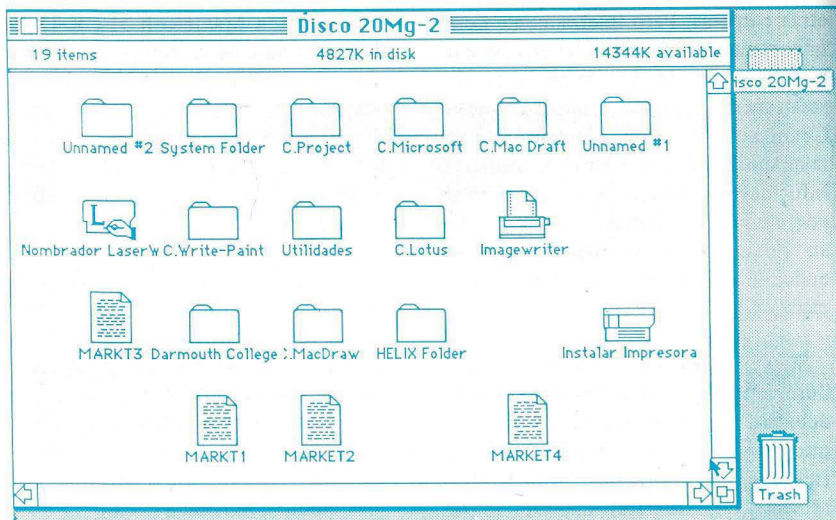 Disco 20Mg-2
19 items 4827K in disk 14344K available
isco 20Mg-2
Unnamed #2 System Folder C.Project C.Microsoft C.Mac Draft Unnamed #1
L
Nombrador LaserW C.Write-Paint Utilidades C.Lotus Imagewriter
MARKT3 Darmouth College C.MacDraw HELIX Folder Instalar Impresora
MARKT1 MARKET2 MARKET4
Trash